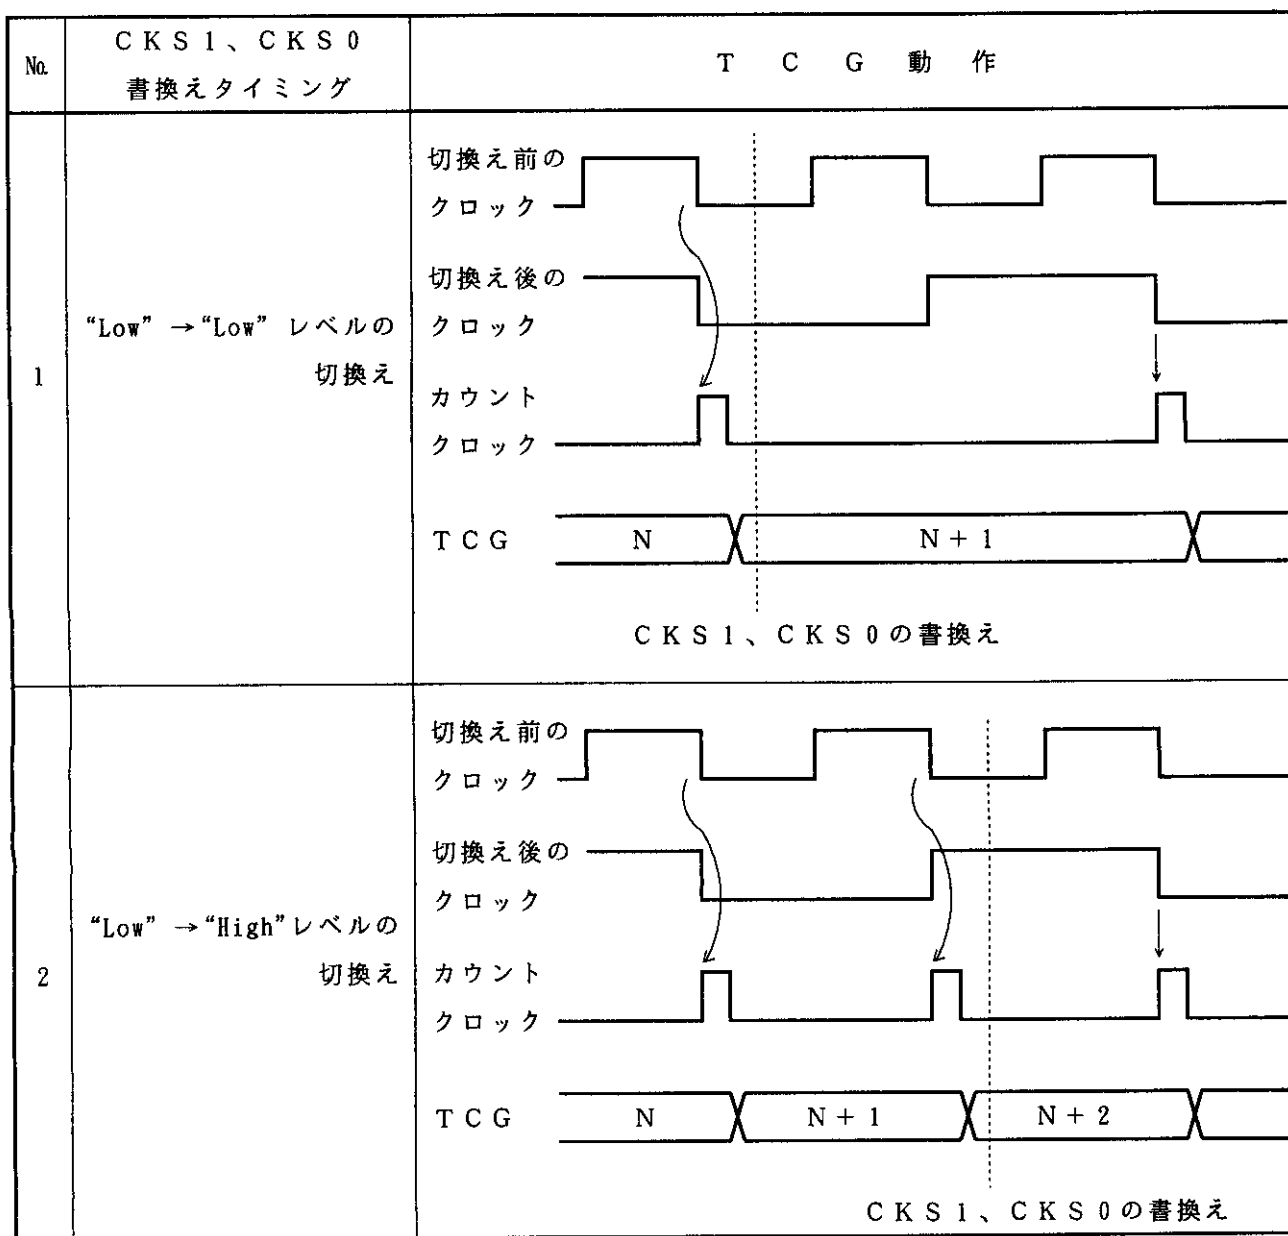 No.
CKS1、CKS0
書換えタイミング
TCG動作
1
“Low”→“Low”レベルの
切換え
切換え前の
クロック
切換え後の
クロック
カウント
クロック
TCG
N
N+1
CKS1、CKS0の書換え
2
“Low”→“High”レベルの
切換え
切換え前の
クロック
切換え後の
クロック
カウント
クロック
TCG
N
N+1
N+2
CKS1、CKS0の書換え